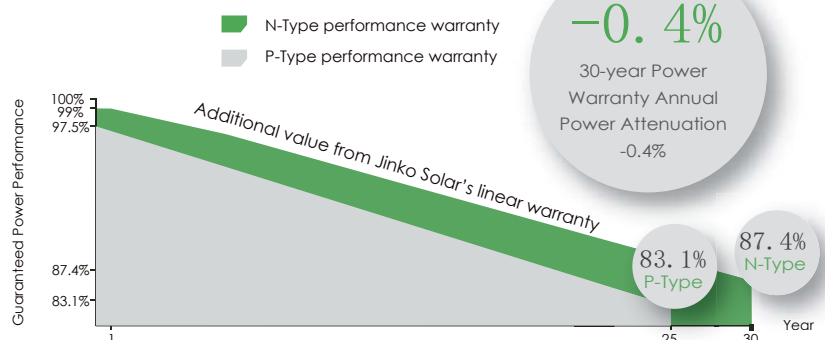 -0.4%
30-year Power
Warranty Annual
Power Attenuation
-0.4%
N-Type performance warranty
P-Type performance warranty
Guaranteed Power Performance
100%
99%
97.5%
87.4%
83.1%
Additional value from Jinko Solar's linear warranty
83.1%
P-Type
87.4%
N-Type
1
25
30
Year